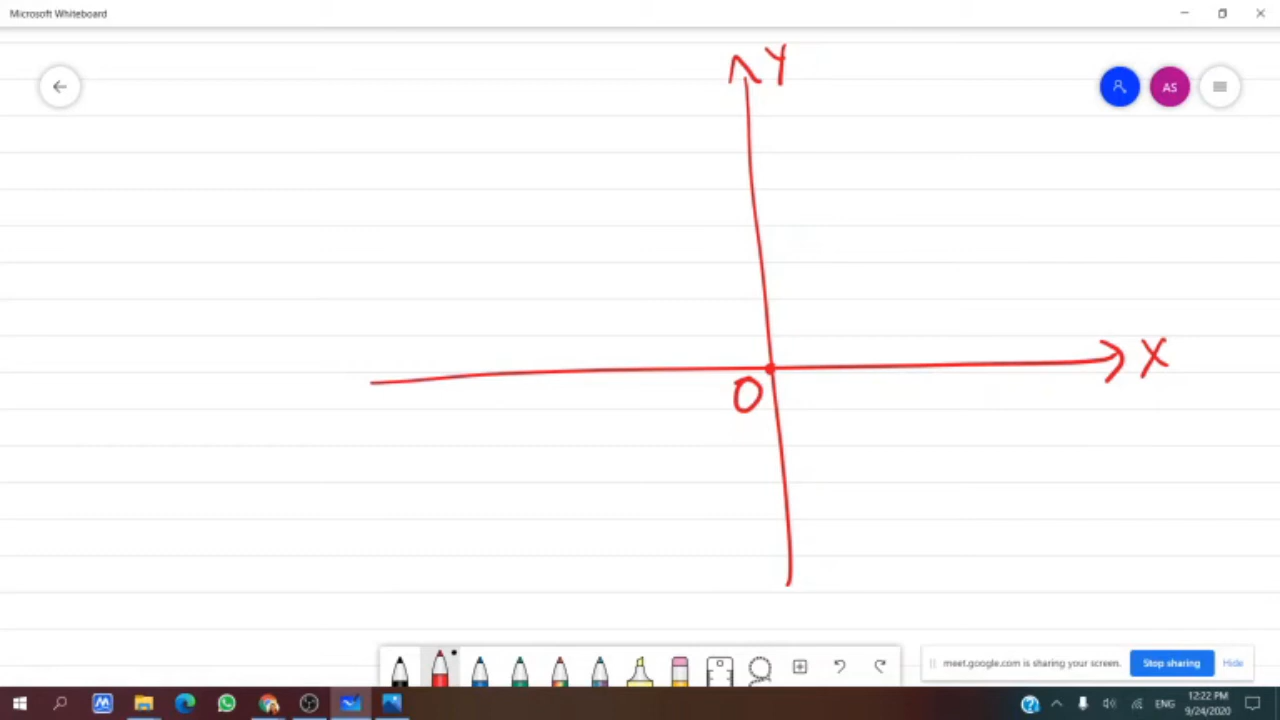 Microsoft Whiteboard
Y
AS
X
O
meet.google.com is sharing your screen.
Stop sharing
Hide
ENG
12:22 PM
9/24/2020